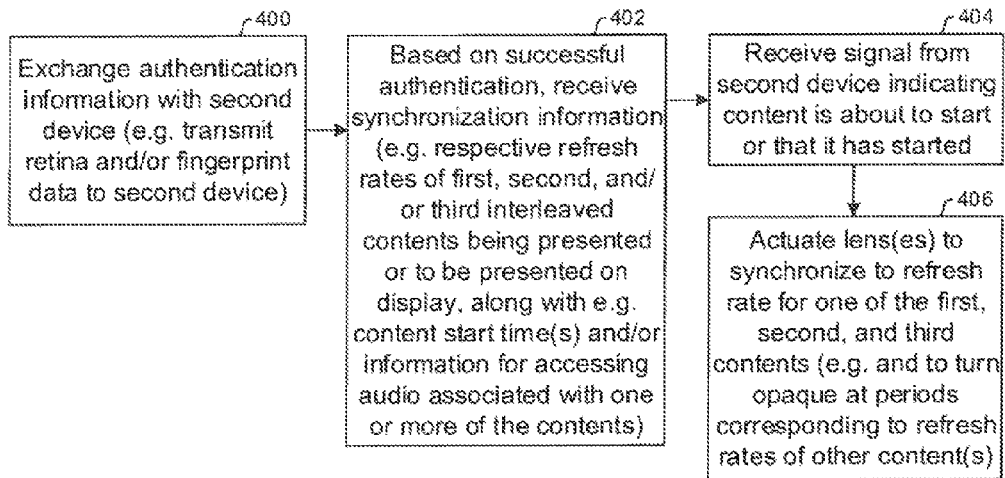 400
Exchange authentication
information with second
device (e.g. transmit
retina and/or fingerprint
data to second device)
402
Based on successful
authentication, receive
synchronization information
(e.g. respective refresh
rates of first, second, and/
or third interleaved
contents being presented
or to be presented on
display, along with e.g.
content start time(s) and/or
information for accessing
audio associated with one
or more of the contents)
404
Receive signal from
second device indicating
content is about to start
or that it has started
406
Actuate lens(es) to
synchronize to refresh
rate for one of the first,
second, and third
contents (e.g. and to turn
opaque at periods
corresponding to refresh
rates of other content(s)